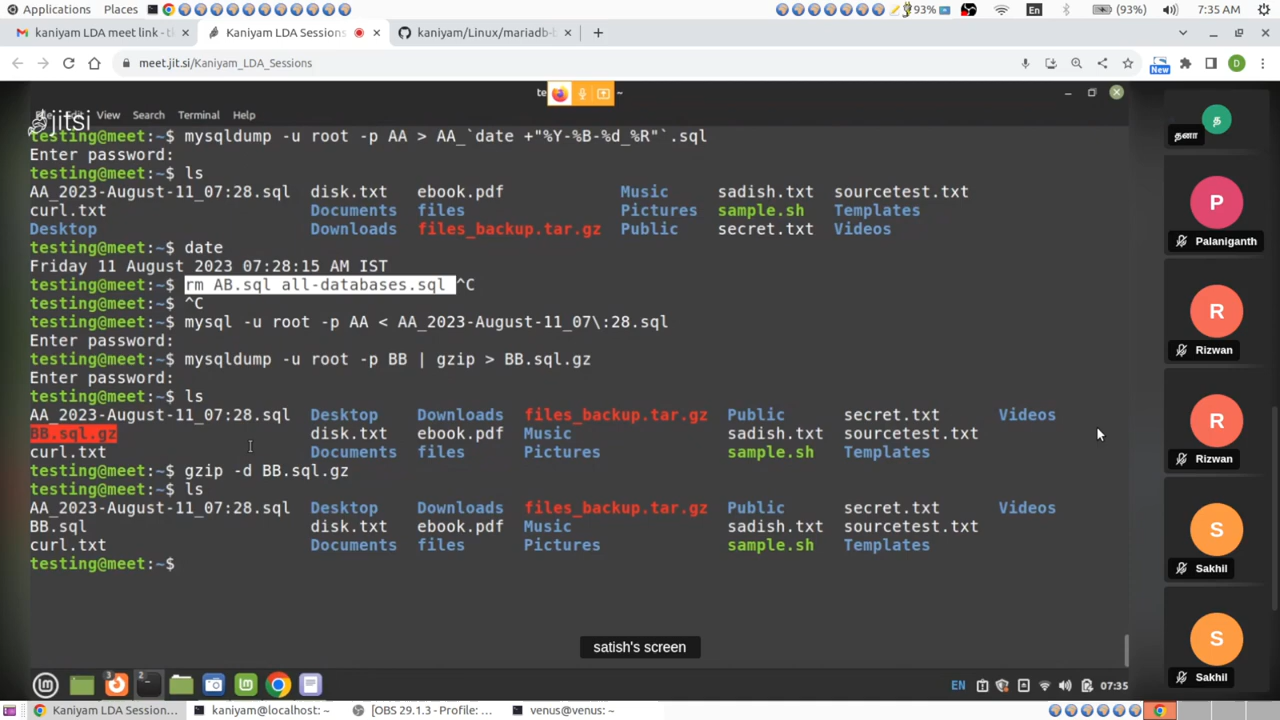 Applications Places 93% En (93%) 7:35 AM
kaniyam LDA meet link - t Kaniyam LDA Sessions kaniyam/Linux/mariadb-b
meet.jit.si/Kaniyam_LDA_Sessions New D
te ~
jitsi View Search Terminal Help
testing@meet:~$ mysqldump -u root -p AA > AA_`date +"%Y-%B-%d_%R"`.sql
Enter password:
testing@meet:~$ ls
AA_2023-August-11_07:28.sql disk.txt ebook.pdf Music sadish.txt sourcetest.txt
curl.txt Documents files Pictures sample.sh Templates
Desktop Downloads files_backup.tar.gz Public secret.txt Videos
testing@meet:~$ date
Friday 11 August 2023 07:28:15 AM IST
testing@meet:~$ rm AB.sql all-databases.sql ^C
testing@meet:~$ ^C
testing@meet:~$ mysql -u root -p AA < AA_2023-August-11_07\:28.sql
Enter password:
testing@meet:~$ mysqldump -u root -p BB | gzip > BB.sql.gz
Enter password:
testing@meet:~$ ls
AA_2023-August-11_07:28.sql Desktop Downloads files_backup.tar.gz Public secret.txt Videos
BB.sql.gz disk.txt ebook.pdf Music sadish.txt sourcetest.txt
curl.txt Documents files Pictures sample.sh Templates
testing@meet:~$ gzip -d BB.sql.gz
testing@meet:~$ ls
AA_2023-August-11_07:28.sql Desktop Downloads files_backup.tar.gz Public secret.txt Videos
BB.sql disk.txt ebook.pdf Music sadish.txt sourcetest.txt
curl.txt Documents files Pictures sample.sh Templates
testing@meet:~$
satish's screen
த
தனா
P
Palaniganth
R
Rizwan
R
Rizwan
S
Sakhil
S
Sakhil
3 2 EN 07:35
Kaniyam LDA Session... kaniyam@localhost: ~ [OBS 29.1.3 - Profile: ... venus@venus: ~